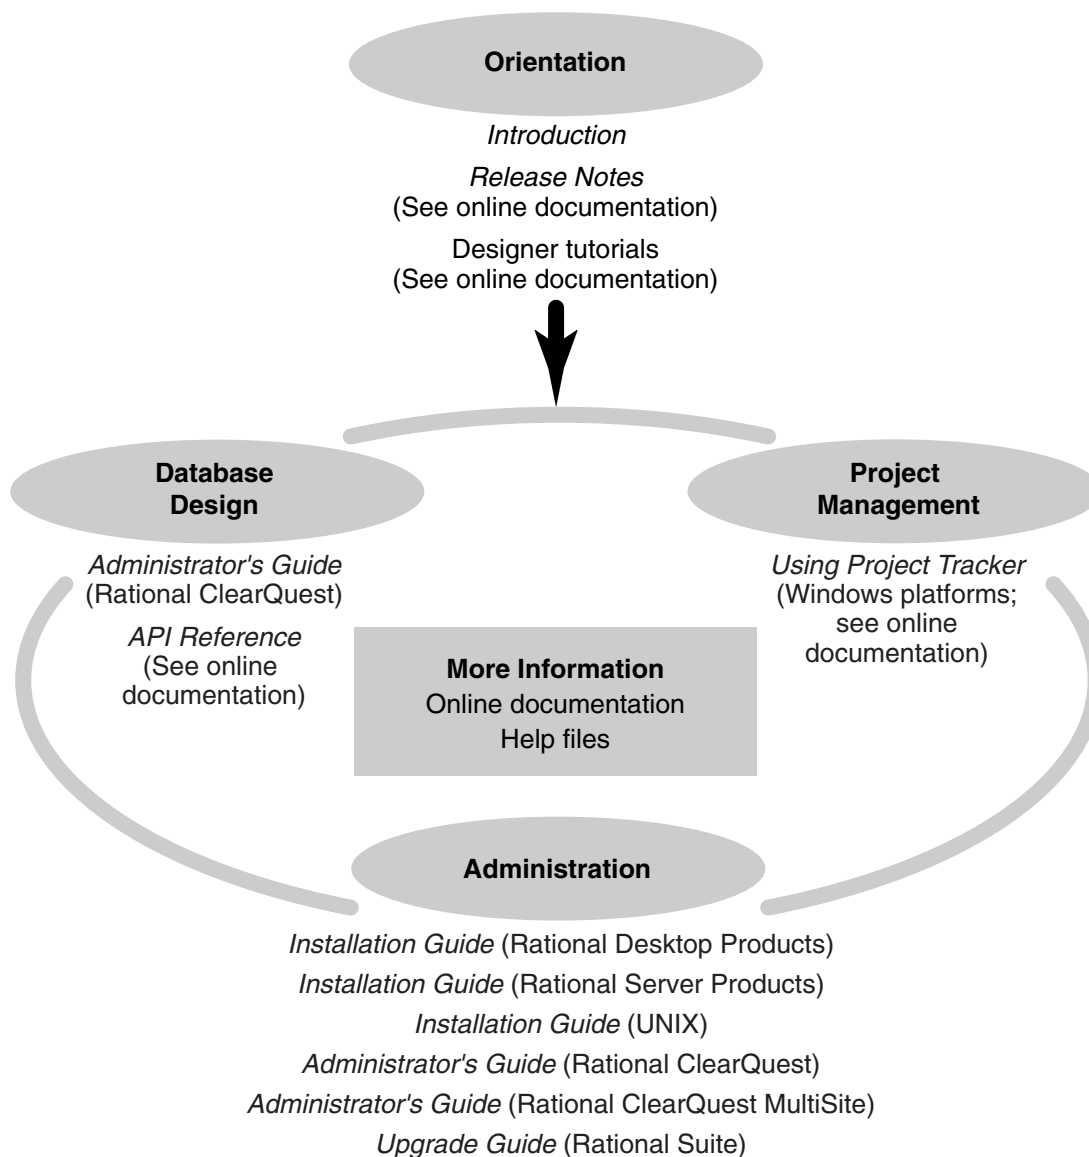 Orientation
Introduction
Release Notes
(See online documentation)
Designer tutorials
(See online documentation)
Database
Design
Administrator's Guide
(Rational ClearQuest)
API Reference
(See online
documentation)
Project
Management
Using Project Tracker
(Windows platforms;
see online
documentation)
More Information
Online documentation
Help files
Administration
Installation Guide (Rational Desktop Products)
Installation Guide (Rational Server Products)
Installation Guide (UNIX)
Administrator's Guide (Rational ClearQuest)
Administrator's Guide (Rational ClearQuest MultiSite)
Upgrade Guide (Rational Suite)